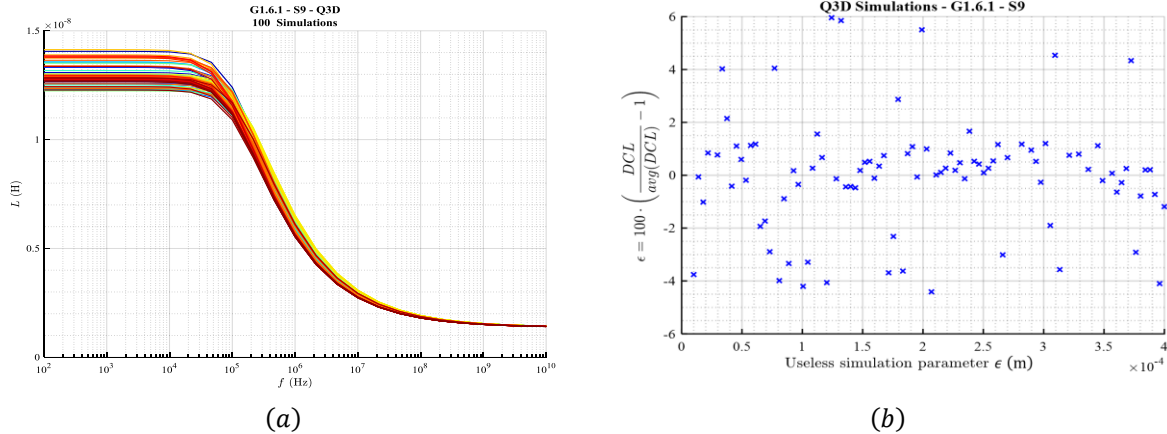 G1.6.1 - S9 - Q3D
100 Simulations
×10⁻⁸
1.5
1
0.5
0
L (H)
10² 10³ 10⁴ 10⁵ 10⁶ 10⁷ 10⁸ 10⁹ 10¹⁰
f (Hz)
(a)
Q3D Simulations - G1.6.1 - S9
6
4
2
0
-2
-4
-6
ϵ = 100 · (DCL / avg(DCL) − 1)
0 0.5 1 1.5 2 2.5 3 3.5 4
×10⁻⁴
Useless simulation parameter ϵ (m)
(b)